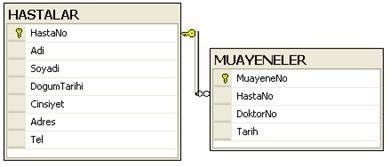 HASTALAR
HastaNo
Adi
Soyadi
DogumTarihi
Cinsiyet
Adres
Tel
MUAYENELER
MuayeneNo
HastaNo
DoktorNo
Tarih